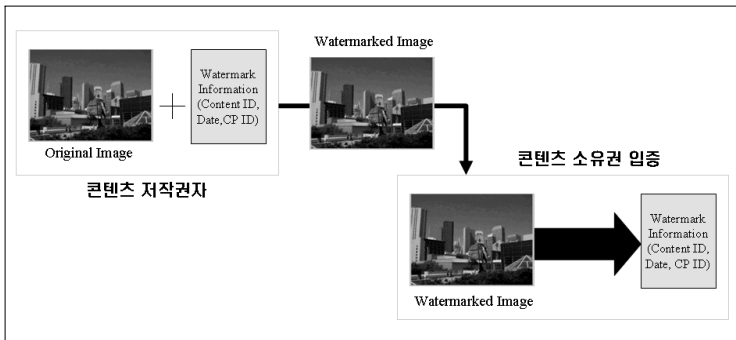 Watermark
Information
(Content ID,
Date,CP ID)
Original Image
콘텐츠 저작권자
Watermarked Image
콘텐츠 소유권 입증
Watermarked Image
Watermark
Information
(Content ID,
Date, CP ID)